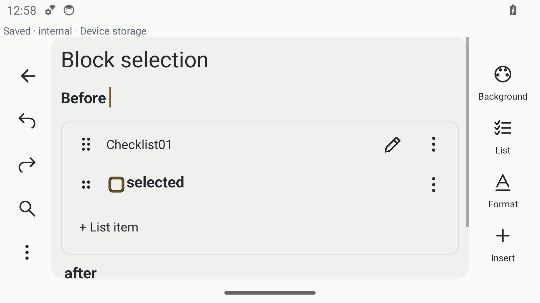 12:58
Saved · internal · Device storage
Block selection
Before
Checklist01
selected
+ List item
after
Background
List
Format
Insert